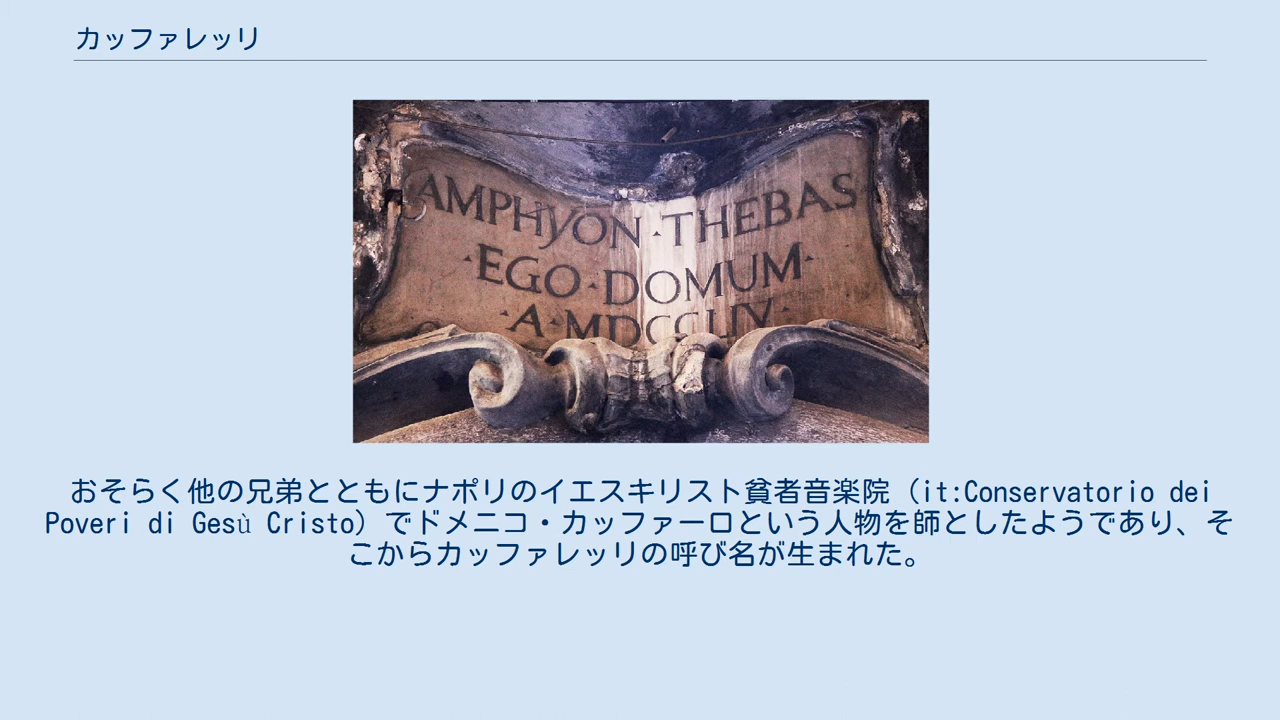 カッファレッリ
AMPHYON · THEBAS
· EGO · DOMUM ·
· A · MDCCLIV ·
おそらく他の兄弟とともにナポリのイエスキリスト貧者音楽院（it:Conservatorio dei
Poveri di Gesù Cristo）でドメニコ・カッファーロという人物を師としたようであり、そ
こからカッファレッリの呼び名が生まれた。